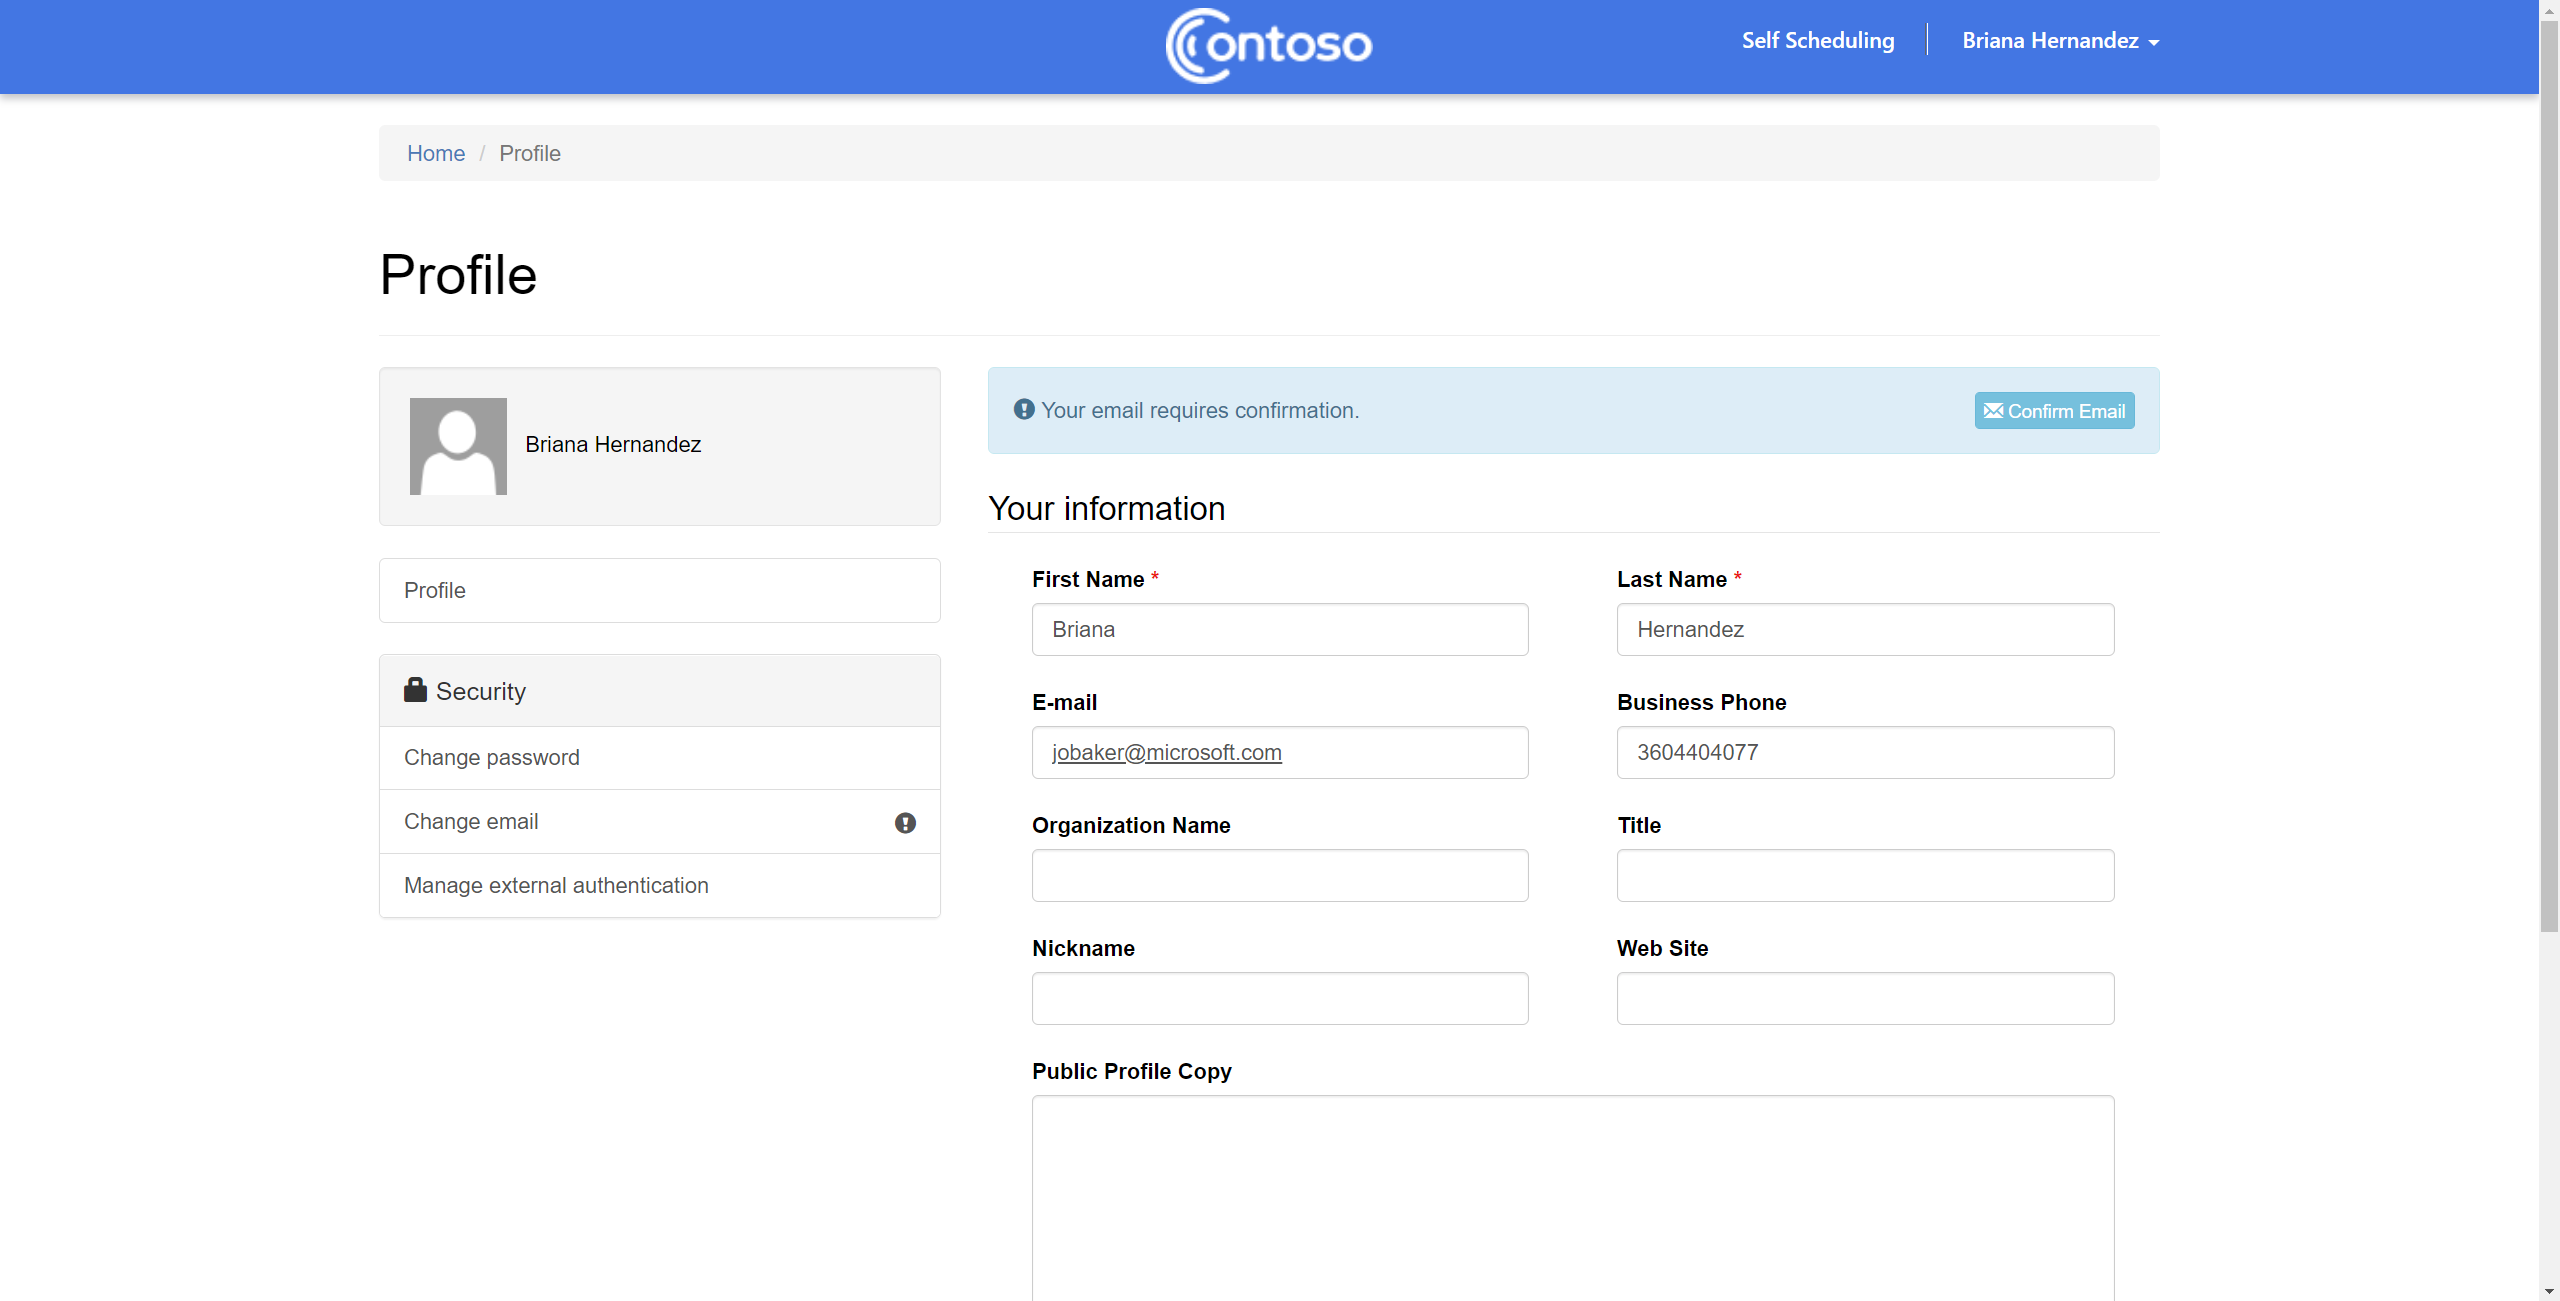 Contoso
Self Scheduling
Briana Hernandez
Home / Profile
Profile
Briana Hernandez
Profile
Security
Change password
Change email
Manage external authentication
Your email requires confirmation.
Confirm Email
Your information
First Name *
Last Name *
Briana
Hernandez
E-mail
Business Phone
jobaker@microsoft.com
3604404077
Organization Name
Title
Nickname
Web Site
Public Profile Copy